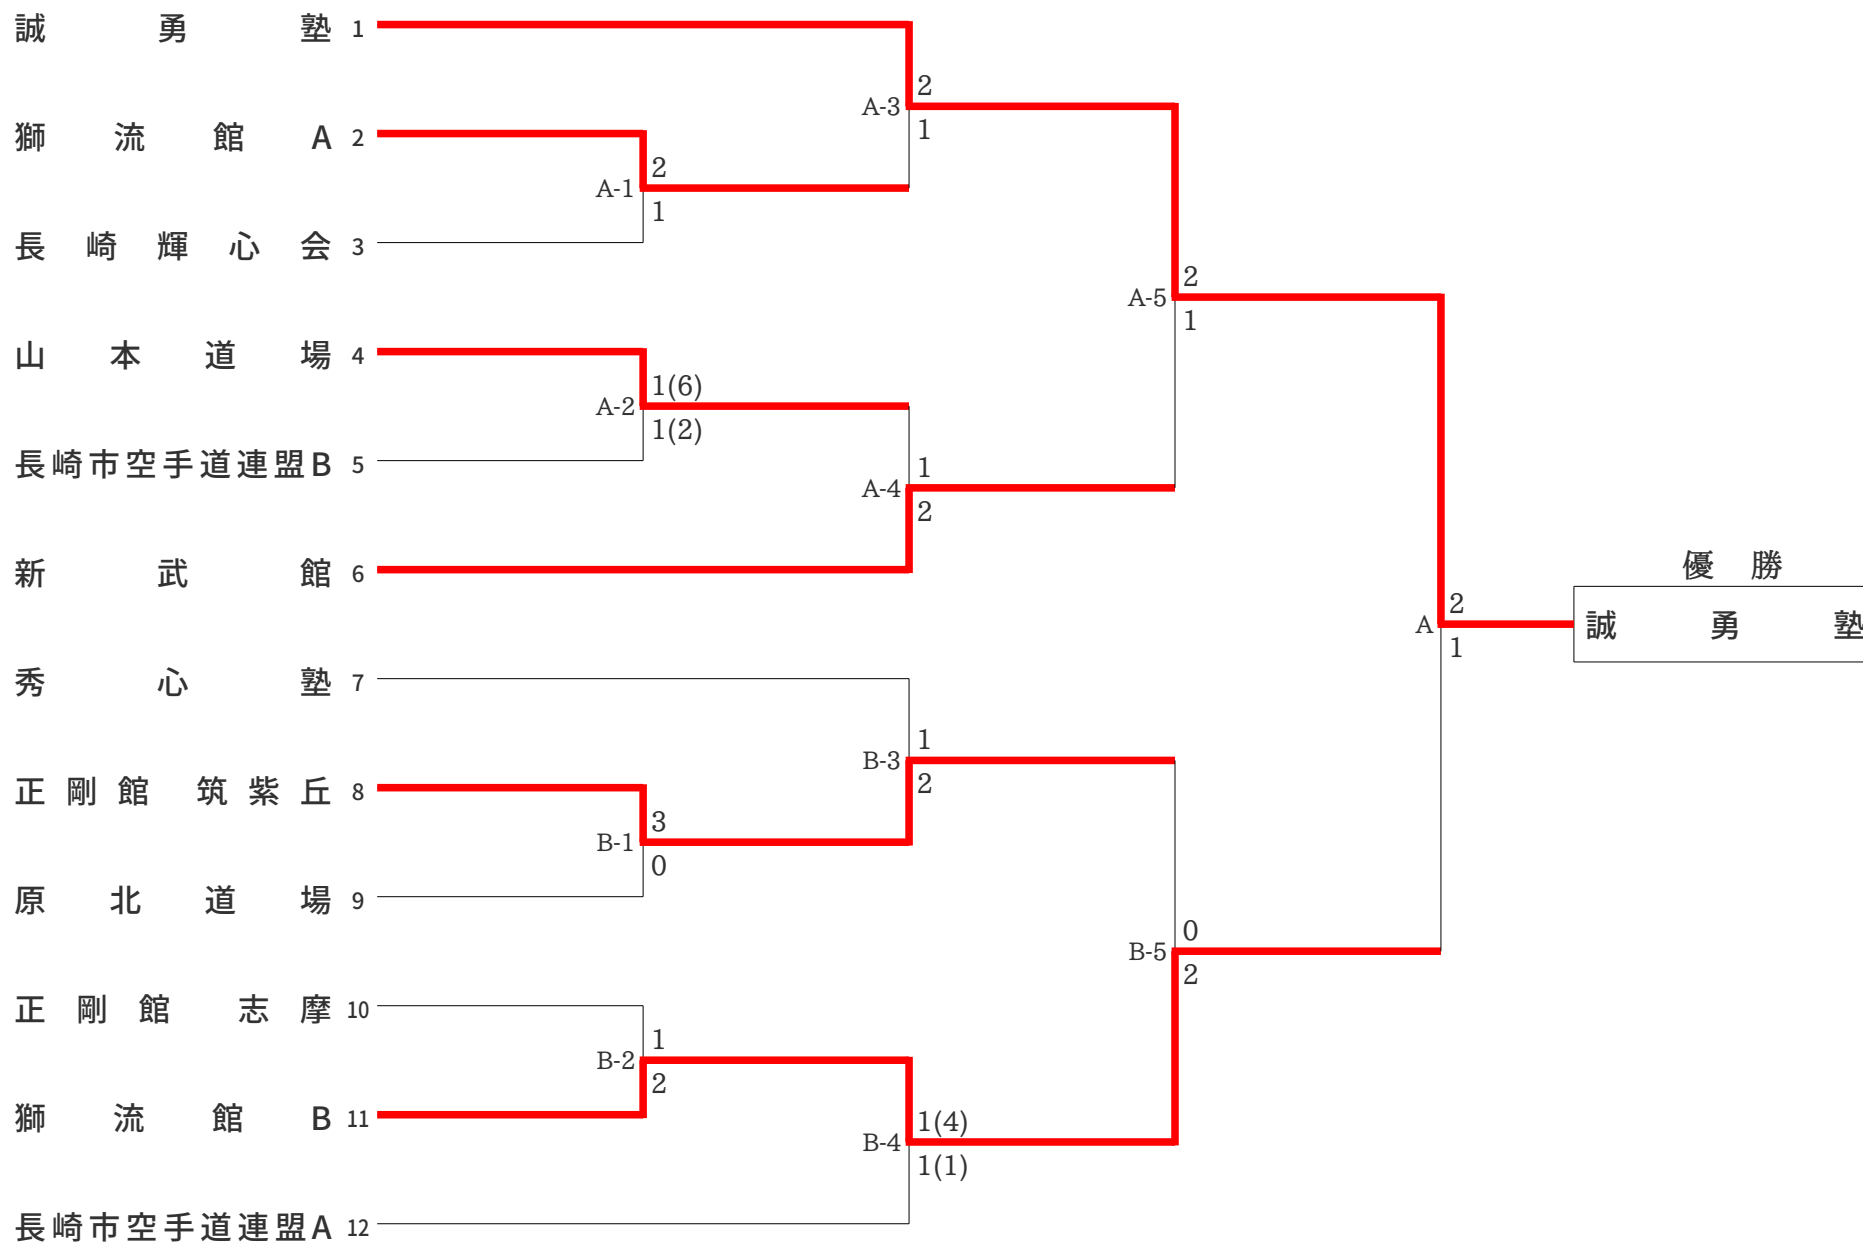 誠勇塾 1
2
A-3
1
獅流館A 2
2
A-1
1
長崎輝心会 3
2
A-5
1
山本道場 4
1(6)
A-2
1(2)
長崎市空手道連盟B 5
1
A-4
2
新武館 6
優勝
2
A
1
誠勇塾
秀心塾 7
1
B-3
2
正剛館 筑紫丘 8
3
B-1
0
原北道場 9
0
B-5
2
正剛館 志摩 10
1
B-2
2
獅流館B 11
1(4)
B-4
1(1)
長崎市空手道連盟A 12